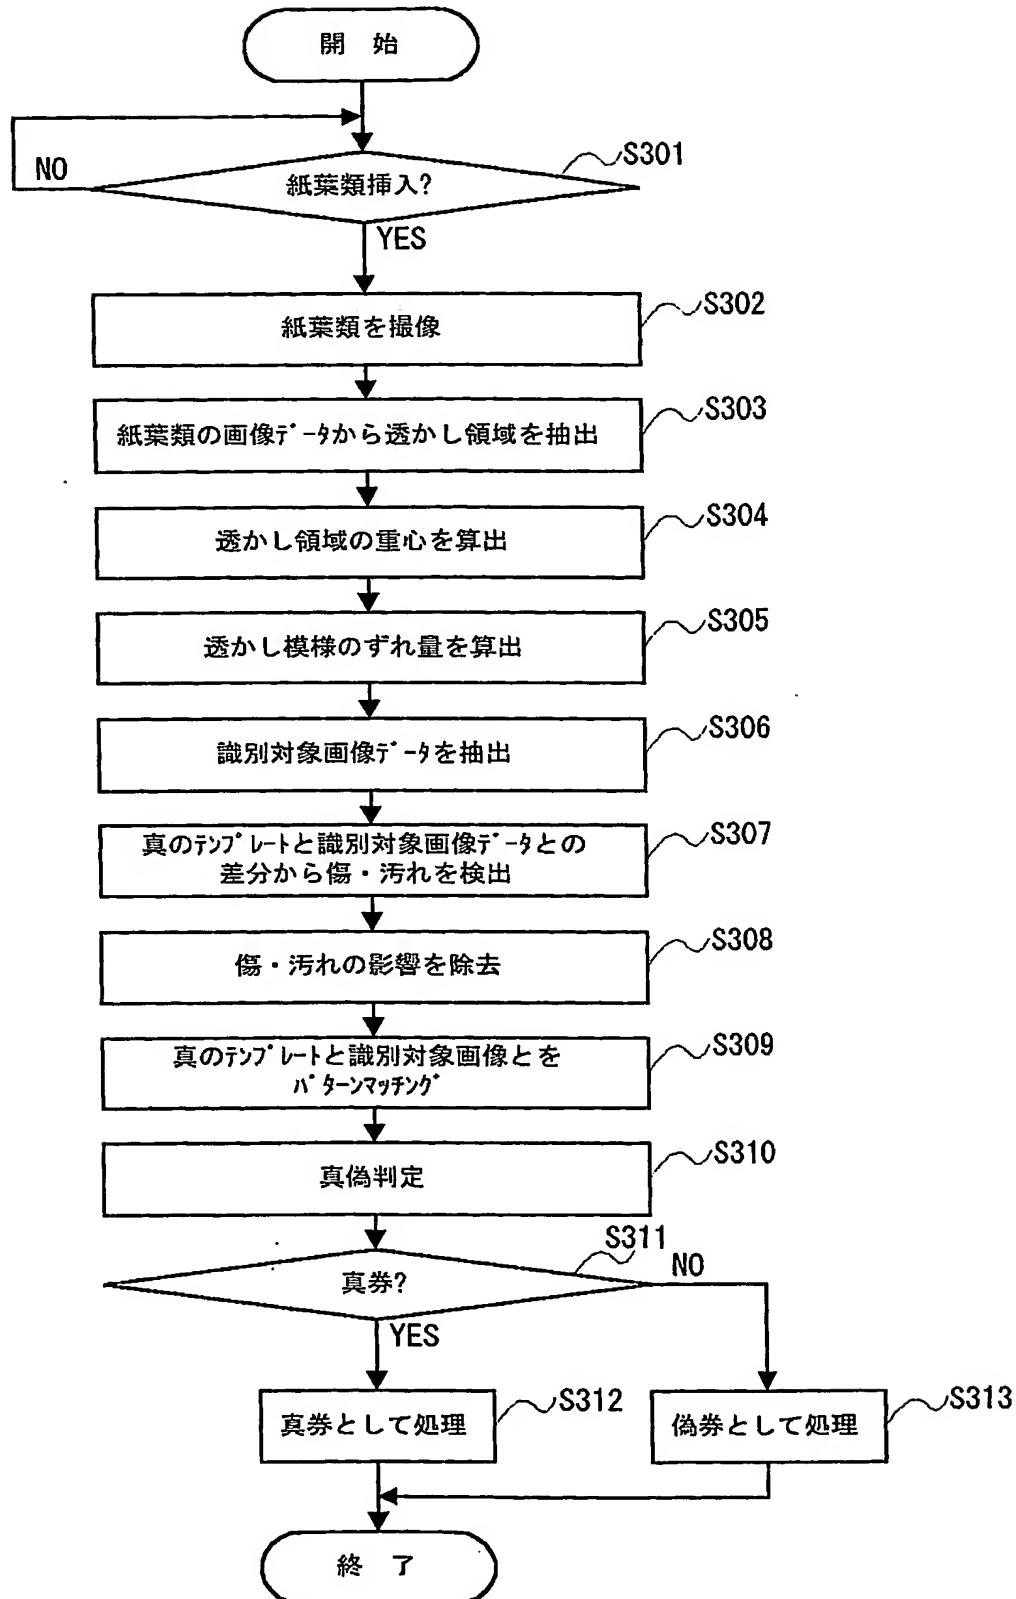 開 始
NO
S301
紙葉類挿入?
YES
S302
紙葉類を撮像
S303
紙葉類の画像ﾃﾞｰﾀから透かし領域を抽出
S304
透かし領域の重心を算出
S305
透かし模様のずれ量を算出
S306
識別対象画像ﾃﾞｰﾀを抽出
S307
真のﾃﾝﾌﾟﾚｰﾄと識別対象画像ﾃﾞｰﾀとの
差分から傷・汚れを検出
S308
傷・汚れの影響を除去
S309
真のﾃﾝﾌﾟﾚｰﾄと識別対象画像とを
ﾊﾟﾀｰﾝﾏｯﾁﾝｸﾞ
S310
真偽判定
S311
真券?
NO
YES
S312
真券として処理
S313
偽券として処理
終 了